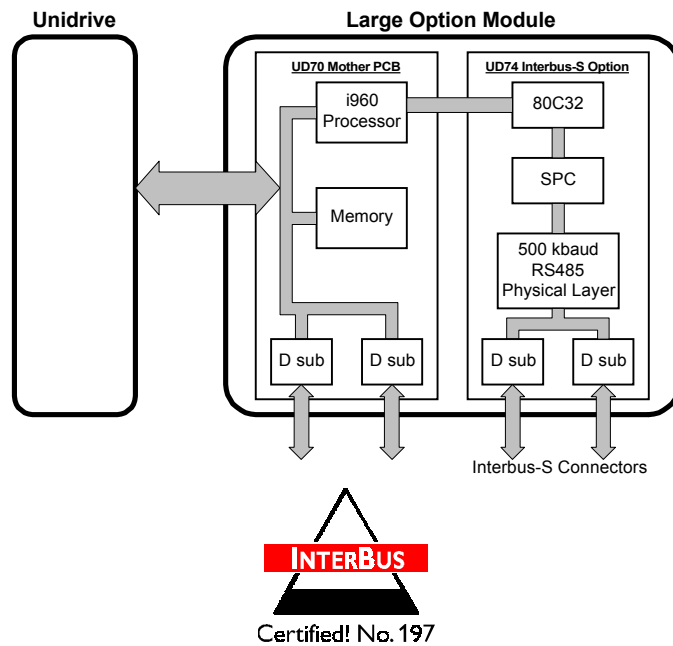 Unidrive
Large Option Module
UD70 Mother PCB
UD74 Interbus-S Option
i960
Processor
80C32
SPC
Memory
500 kbaud
RS485
Physical Layer
D sub
D sub
D sub
D sub
Interbus-S Connectors
INTERBUS
Certified! No. 197